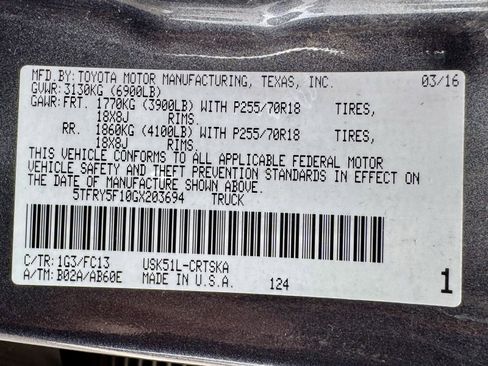 MFD.BY:TOYOTA MOTOR MANUFACTURING, TEXAS, INC. 03/16
GVWR:3130KG (6900LB)
GAWR:FRT. 1770KG (3900LB) WITH P255/70R18 TIRES,
18X8J RIMS.
RR. 1860KG (4100LB) WITH P255/70R18 TIRES,
18X8J RIMS.
THIS VEHICLE CONFORMS TO ALL APPLICABLE FEDERAL MOTOR
VEHICLE SAFETY AND THEFT PREVENTION STANDARDS IN EFFECT ON
THE DATE OF MANUFACTURE SHOWN ABOVE.
5TFRY5F10GX203694 TRUCK
C/TR:1G3/FC13 USK51L-CRTSKA
A/TM:B02A/AB60E MADE IN U.S.A. 124 1